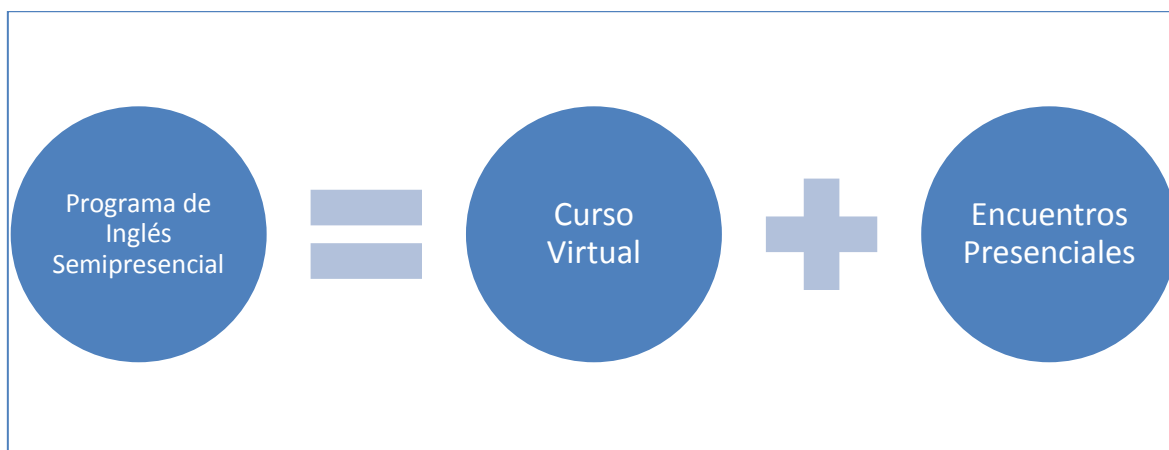 Programa de
Inglés
Semipresencial
Curso
Virtual
Encuentros
Presenciales